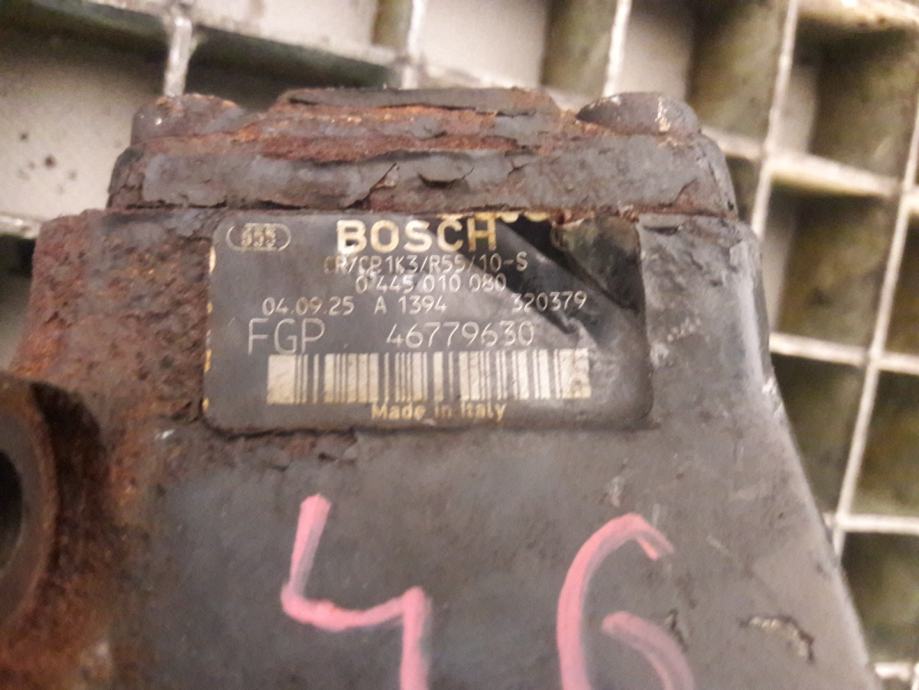 555 BOSCH
CR/CP1K3/R55/10-S
0 445 010 080
04.09.25 A 1394 320379
FGP 46779630
Made in Italy
46